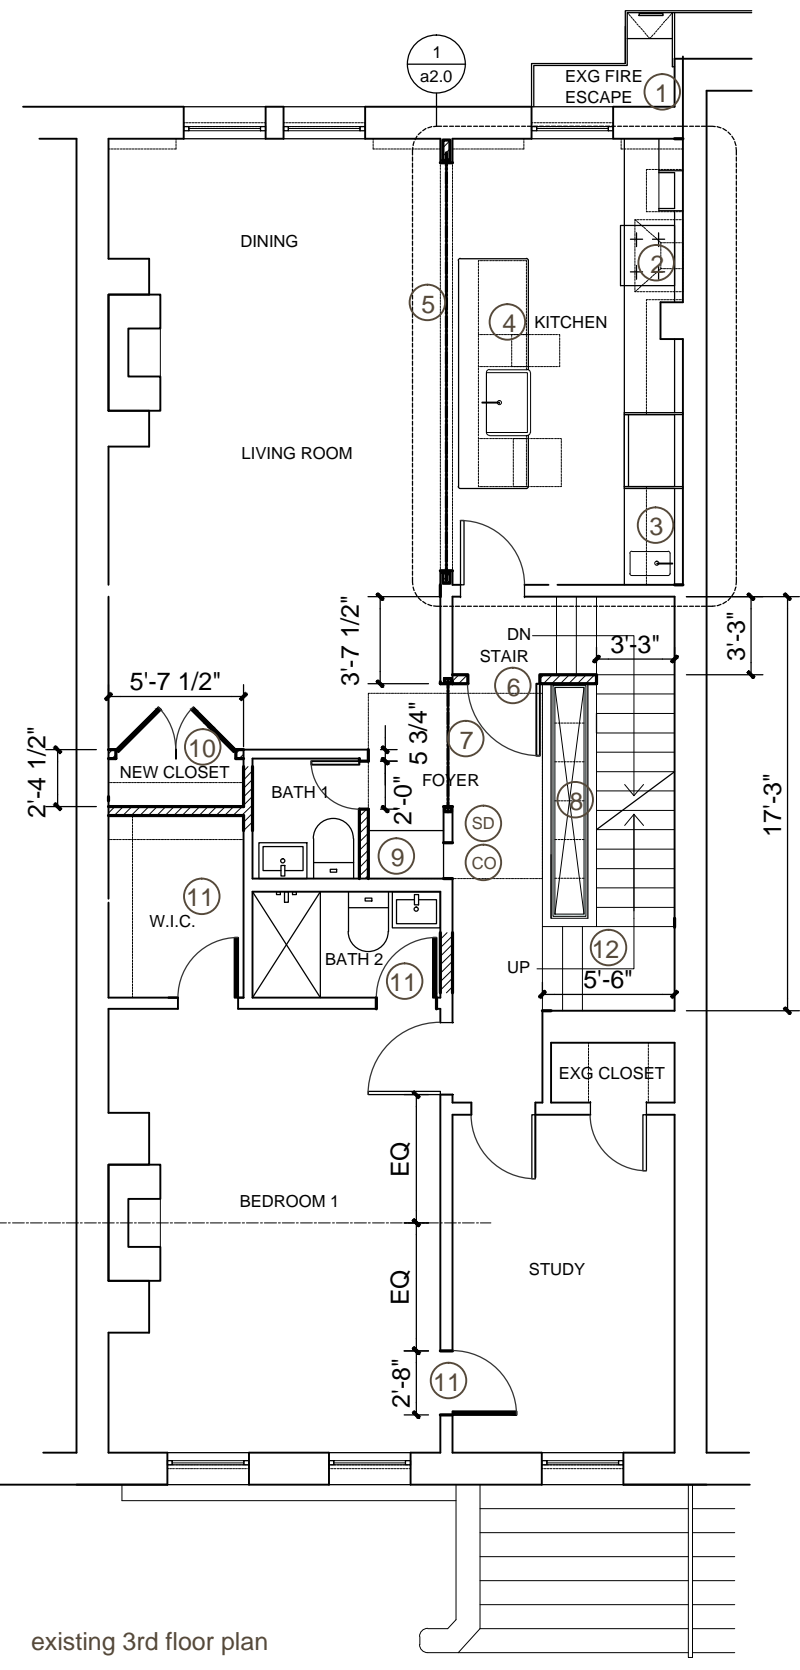 1
a2.0
EXG FIRE
ESCAPE
1
DINING
2
5
4
KITCHEN
LIVING ROOM
3
3'-7 1/2"
DN
3'-3"
3'-3"
STAIR
6
5'-7 1/2"
10
5 3/4"
7
2'-4 1/2"
NEW CLOSET
BATH 1
2'-0"
FOYER
8
17'-3"
SD
9
CO
11
W.I.C.
BATH 2
11
UP
12
5'-6"
EXG CLOSET
EQ
BEDROOM 1
STUDY
EQ
2'-8"
11
existing 3rd floor plan